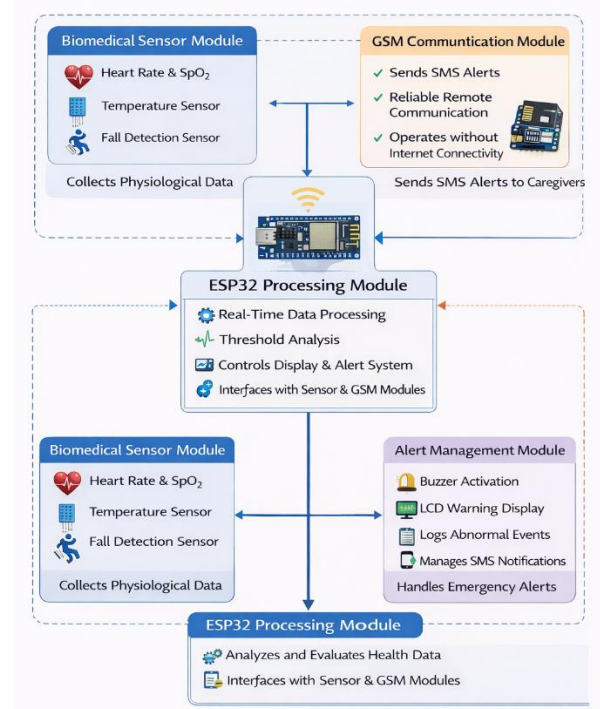 Biomedical Sensor Module
Heart Rate & SpO₂
Temperature Sensor
Fall Detection Sensor
Collects Physiological Data
GSM Communtication Module
✓ Sends SMS Alerts
✓ Reliable Remote
Communication
✓ Operates without
Internet Connectivity
Sends SMS Alerts to Caregivers
ESP32 Processing Module
Real-Time Data Processing
Threshold Analysis
Controls Display & Alert System
Interfaces with Sensor & GSM Modules
Biomedical Sensor Module
Heart Rate & SpO₂
Temperature Sensor
Fall Detection Sensor
Collects Physiological Data
Alert Management Module
Buzzer Activation
LCD Warning Display
Logs Abnormal Events
Manages SMS Notifications
Handles Emergency Alerts
ESP32 Processing Module
Analyzes and Evaluates Health Data
Interfaces with Sensor & GSM Modules